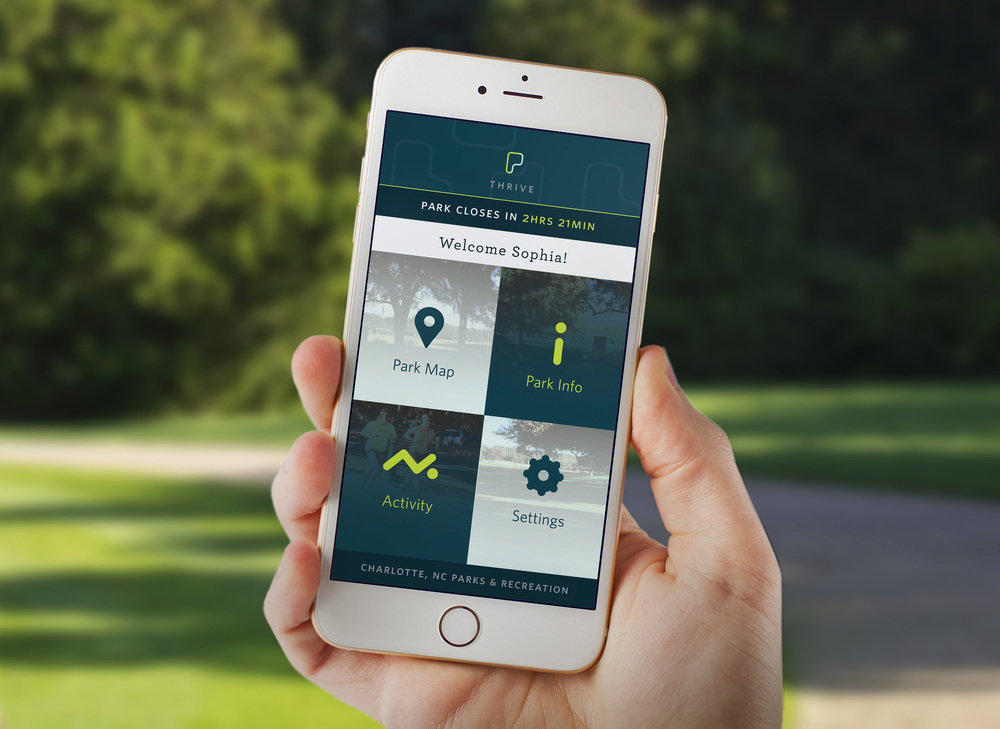 THRIVE
PARK CLOSES IN 2HRS 21MIN
Welcome Sophia!
Park Map
Park Info
Activity
Settings
CHARLOTTE, NC PARKS & RECREATION